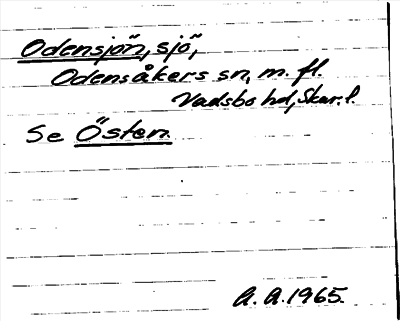 Odensjön, sjö,
Odensåkers sn, m. fl.
Vadsbo hd, Skar. l.
Se Östen
A. A. 1965.